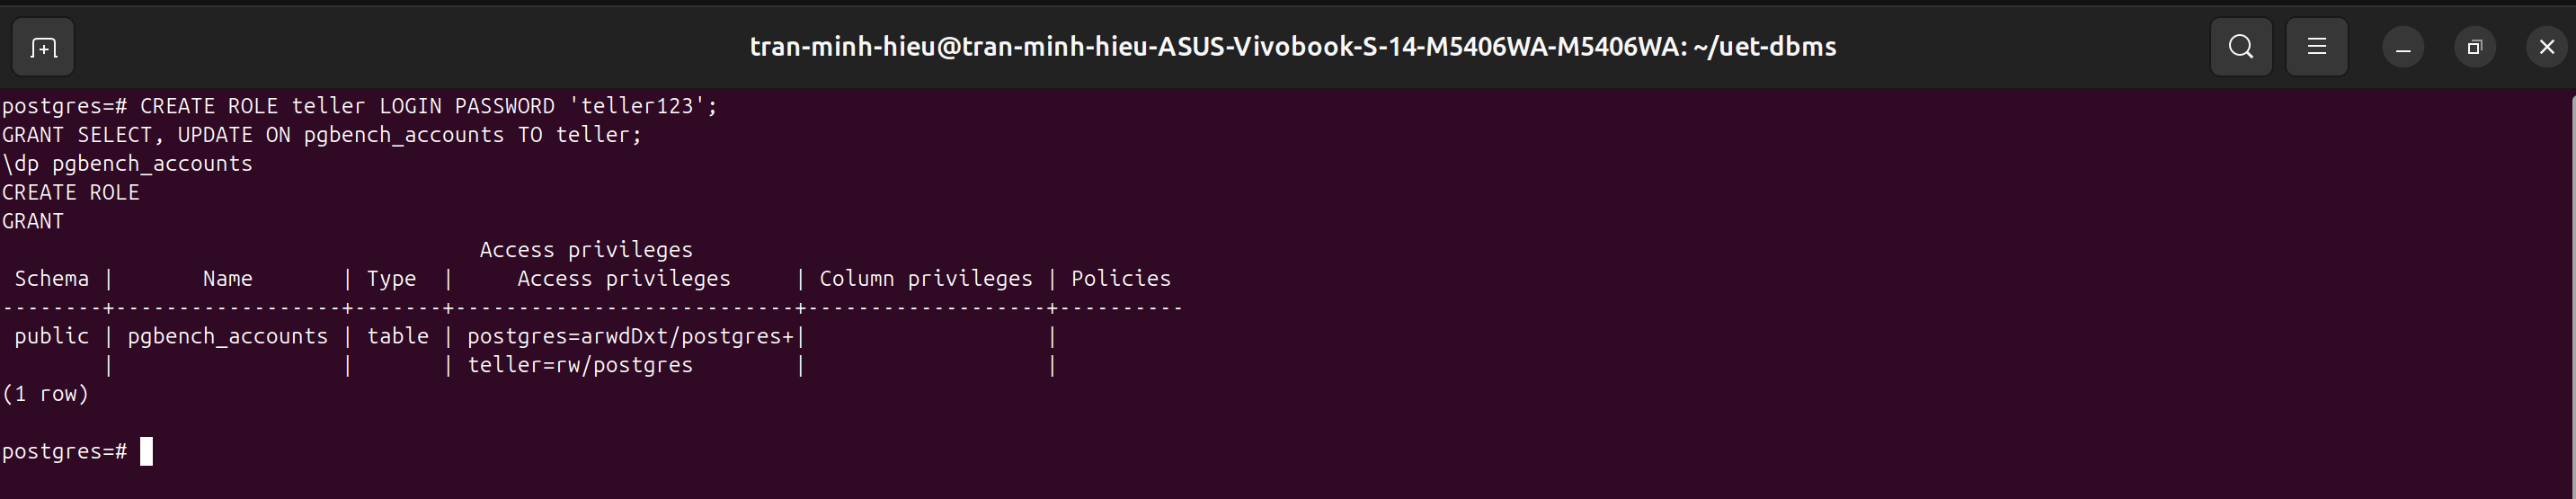 tran-minh-hieu@tran-minh-hieu-ASUS-Vivobook-S-14-M5406WA-M5406WA: ~/uet-dbms
postgres=# CREATE ROLE teller LOGIN PASSWORD 'teller123';
GRANT SELECT, UPDATE ON pgbench_accounts TO teller;
\dp pgbench_accounts
CREATE ROLE
GRANT
                                      Access privileges
 Schema |       Name       | Type  |     Access privileges     | Column privileges | Policies
--------+------------------+-------+---------------------------+-------------------+----------
 public | pgbench_accounts | table | postgres=arwdDxt/postgres+|                   |
        |                  |       | teller=rw/postgres        |                   |
(1 row)
postgres=#